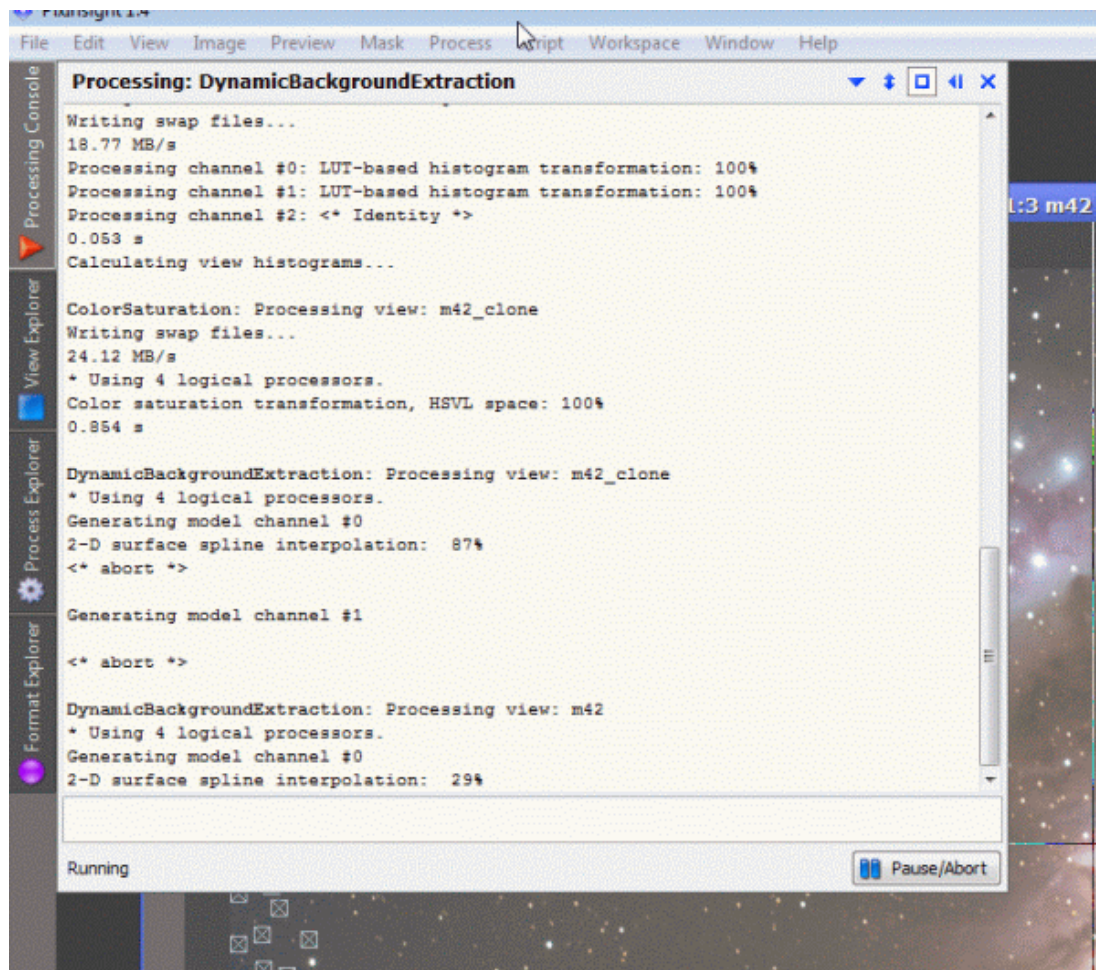 PixInsight 1.4
File Edit View Image Preview Mask Process Script Workspace Window Help
Processing: DynamicBackgroundExtraction
Writing swap files...
18.77 MB/s
Processing channel #0: LUT-based histogram transformation: 100%
Processing channel #1: LUT-based histogram transformation: 100%
Processing channel #2: <* Identity *>
0.053 s
Calculating view histograms...
ColorSaturation: Processing view: m42_clone
Writing swap files...
24.12 MB/s
* Using 4 logical processors.
Color saturation transformation, HSVL space: 100%
0.854 s
DynamicBackgroundExtraction: Processing view: m42_clone
* Using 4 logical processors.
Generating model channel #0
2-D surface spline interpolation: 87%
<* abort *>
Generating model channel #1
<* abort *>
DynamicBackgroundExtraction: Processing view: m42
* Using 4 logical processors.
Generating model channel #0
2-D surface spline interpolation: 29%
Running
Pause/Abort
Processing Console
View Explorer
Process Explorer
Format Explorer
1:3 m42